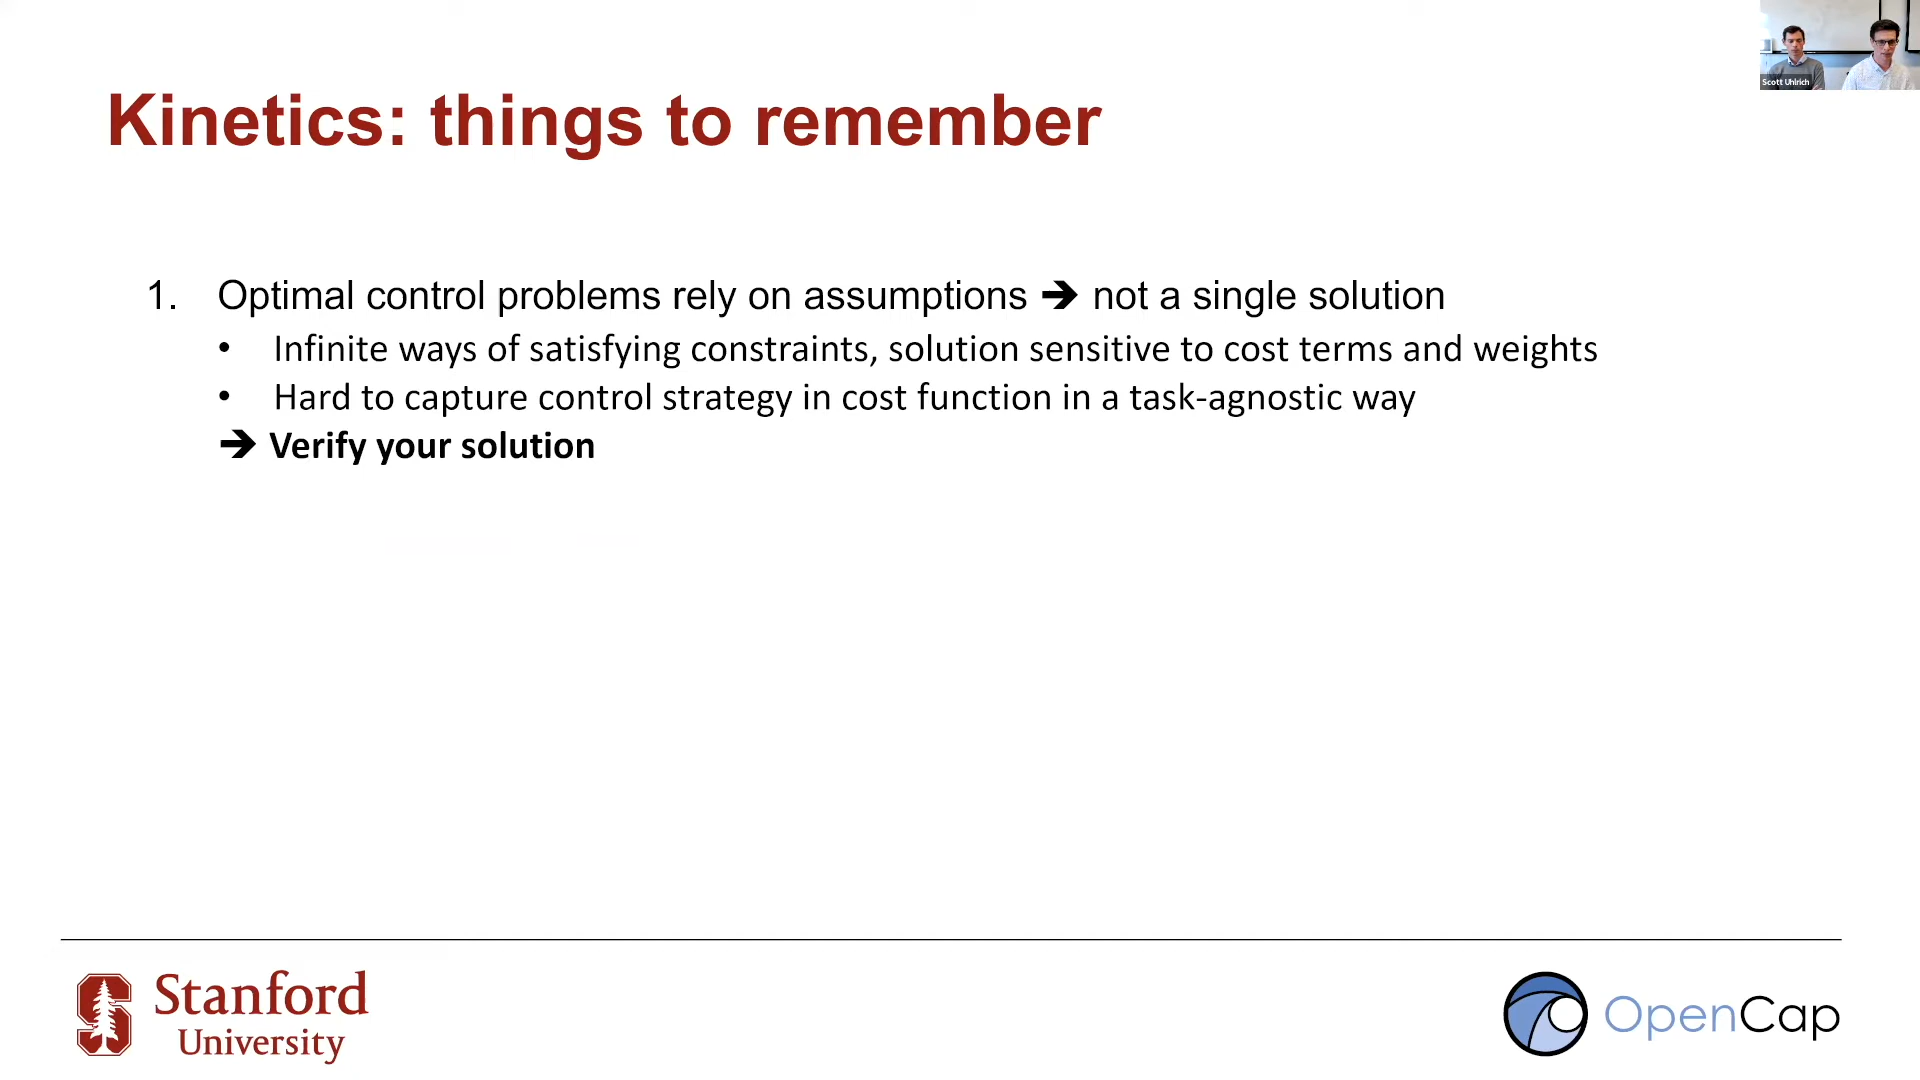 Scott Uhlrich
Kinetics: things to remember
1. Optimal control problems rely on assumptions ➔ not a single solution
• Infinite ways of satisfying constraints, solution sensitive to cost terms and weights
• Hard to capture control strategy in cost function in a task-agnostic way
➔ Verify your solution
Stanford
University
OpenCap